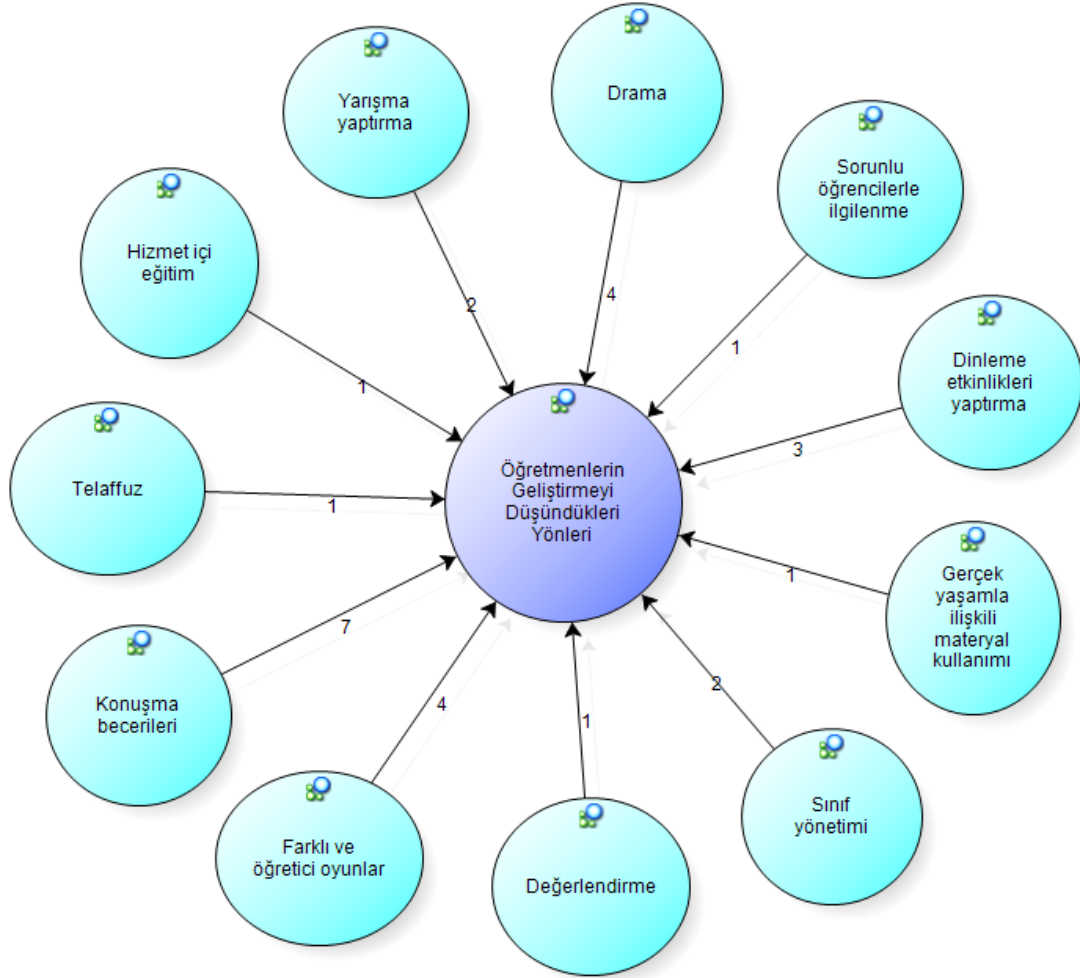 Yarışma
yaptırma
Drama
Sorunlu
öğrencilerle
ilgilenme
Hizmet içi
eğitim
2
4
1
Dinleme
etkinlikleri
yaptırma
1
3
Telaffuz
1
Öğretmenlerin
Geliştirmeyi
Düşündükleri
Yönleri
1
Gerçek
yaşamla
ilişkili
materyal
kullanımı
7
Konuşma
becerileri
4
1
2
Farklı ve
öğretici oyunlar
Değerlendirme
Sınıf
yönetimi